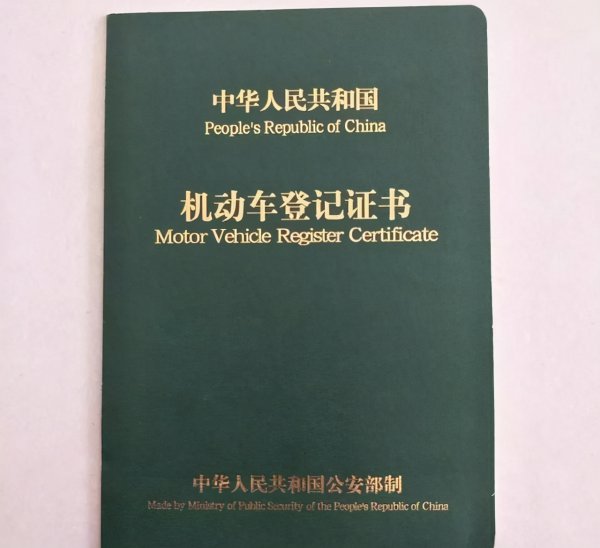 中华人民共和国
People's Republic of China
机动车登记证书
Motor Vehicle Register Certificate
中华人民共和国公安部制
Made by Ministry of Public Security of the People's Republic of China